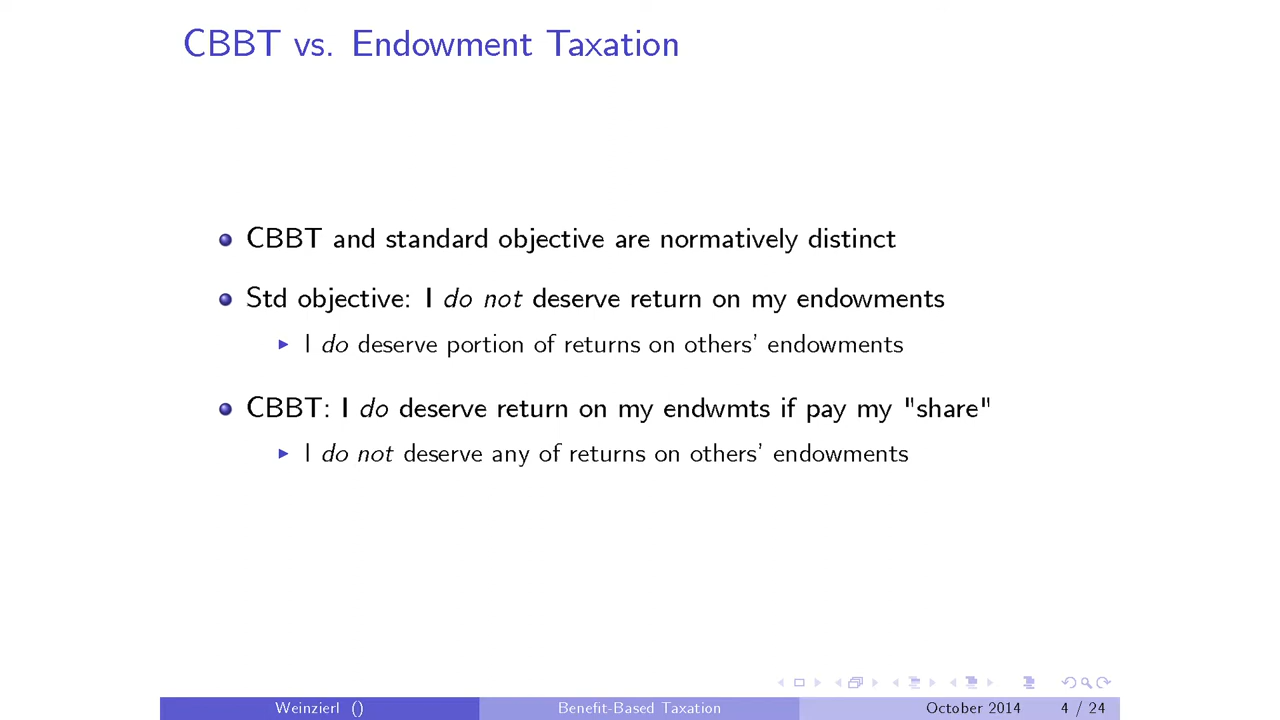 CBBT vs. Endowment Taxation
CBBT and standard objective are normatively distinct
Std objective: I do not deserve return on my endowments
I do deserve portion of returns on others' endowments
CBBT: I do deserve return on my endwmts if pay my "share"
I do not deserve any of returns on others' endowments
Weinzierl () Benefit-Based Taxation October 2014 4 / 24